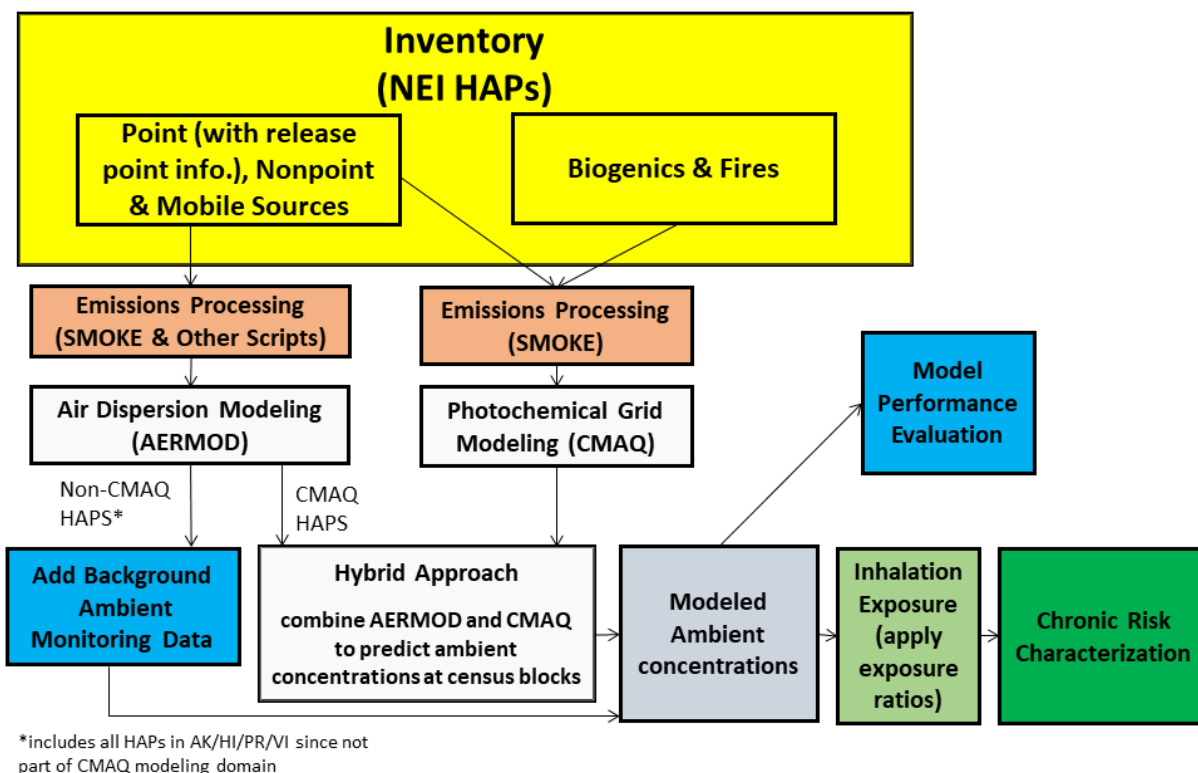 Inventory
(NEI HAPs)
Point (with release
point info.), Nonpoint
& Mobile Sources
Biogenics & Fires
Emissions Processing
(SMOKE & Other Scripts)
Emissions Processing
(SMOKE)
Air Dispersion Modeling
(AERMOD)
Photochemical Grid
Modeling (CMAQ)
Model
Performance
Evaluation
Non-CMAQ
HAPS*
CMAQ
HAPS
Add Background
Ambient
Monitoring Data
Hybrid Approach
combine AERMOD and CMAQ
to predict ambient
concentrations at census blocks
Modeled
Ambient
concentrations
Inhalation
Exposure
(apply
exposure
ratios)
Chronic Risk
Characterization
*includes all HAPs in AK/HI/PR/VI since not
part of CMAQ modeling domain